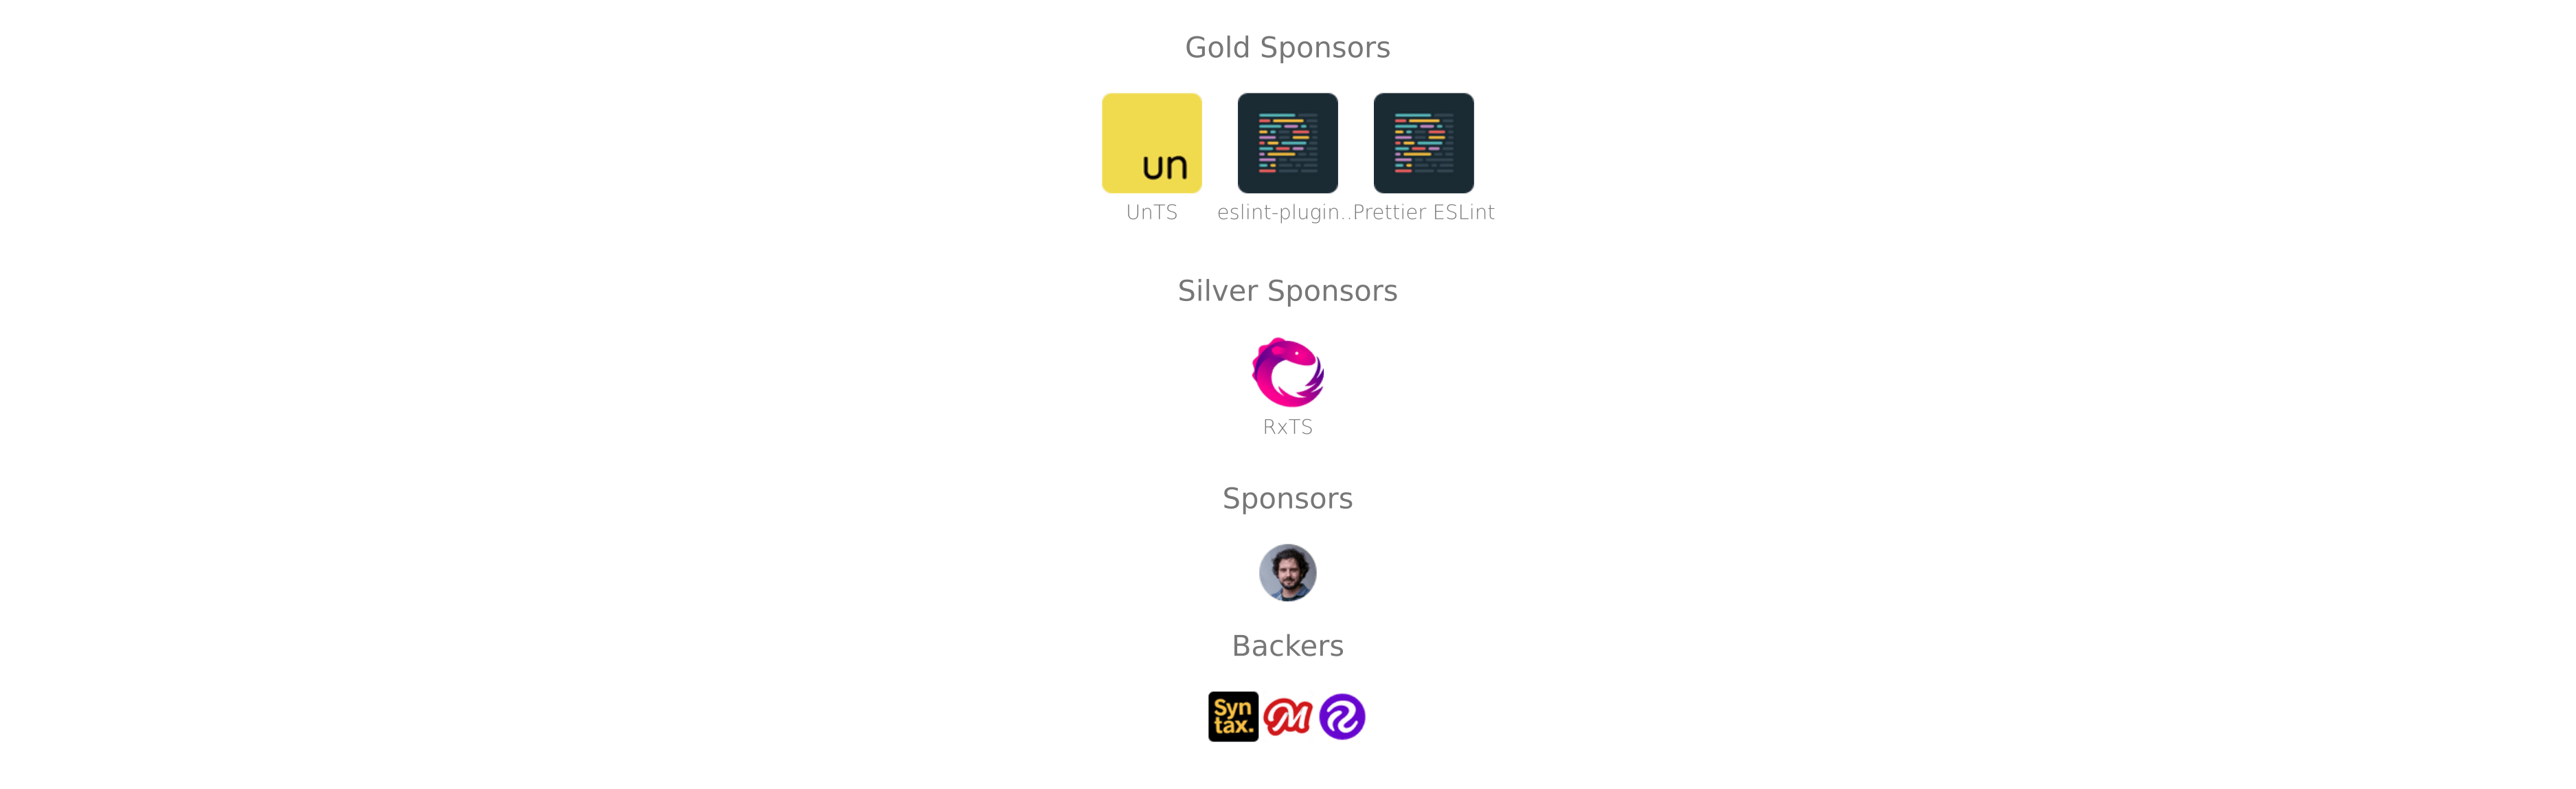 Gold Sponsors
un
UnTS
eslint-plugin..
Prettier ESLint
Silver Sponsors
RxTS
Sponsors
Backers
Syn
tax.
M